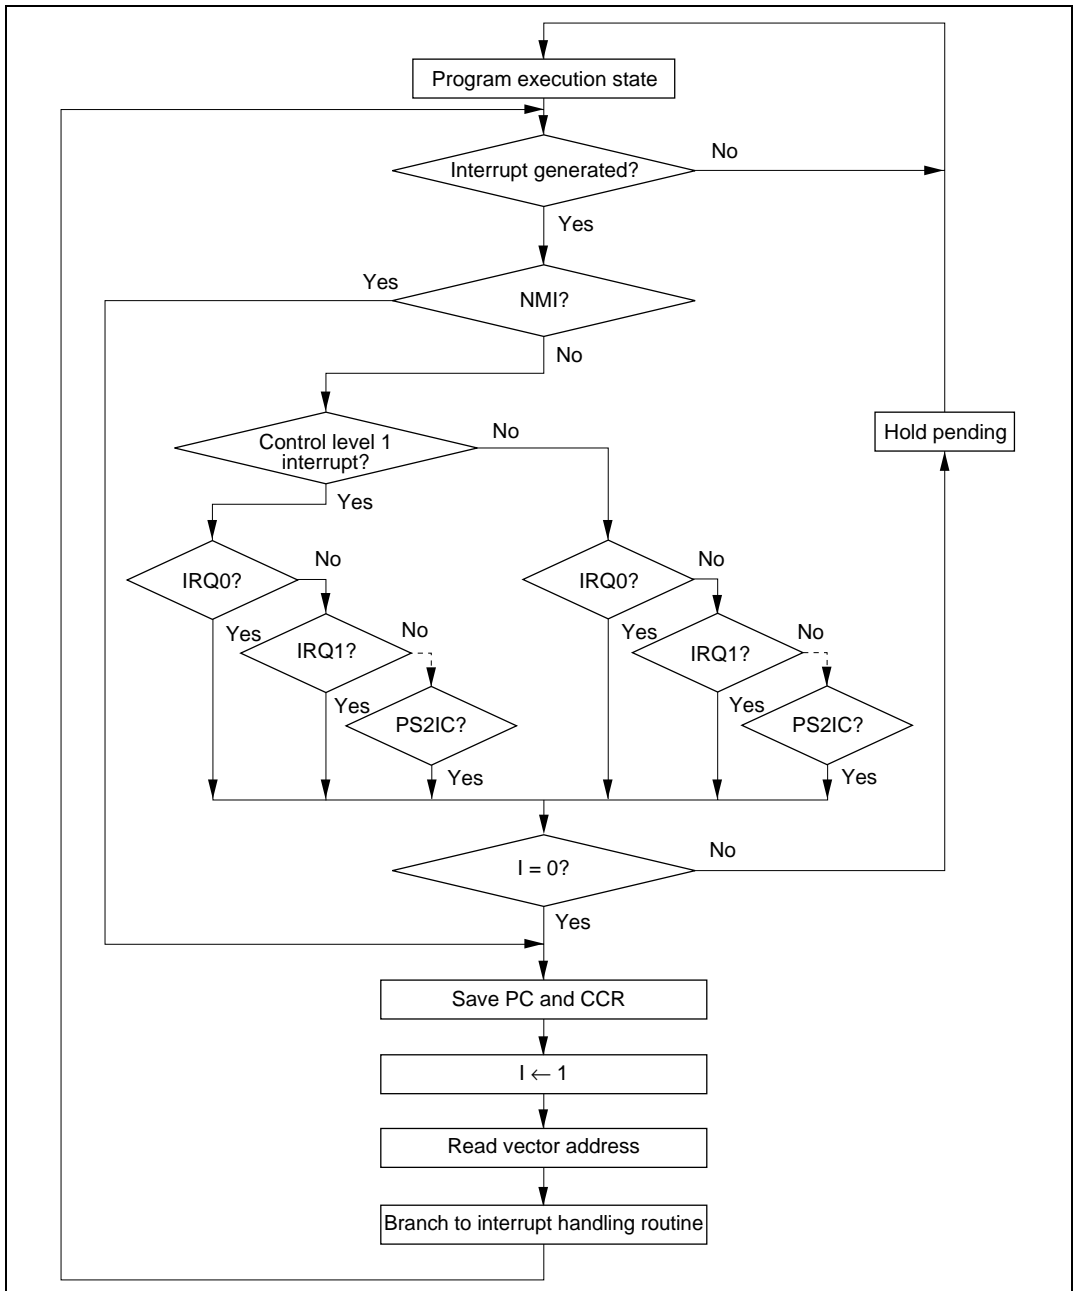 Program execution state
Interrupt generated?
No
Yes
Yes
NMI?
No
Hold pending
Control level 1
interrupt?
No
Yes
IRQ0?
No
Yes
IRQ1?
No
Yes
PS2IC?
Yes
IRQ0?
No
Yes
IRQ1?
No
Yes
PS2IC?
Yes
I = 0?
No
Yes
Save PC and CCR
I ← 1
Read vector address
Branch to interrupt handling routine